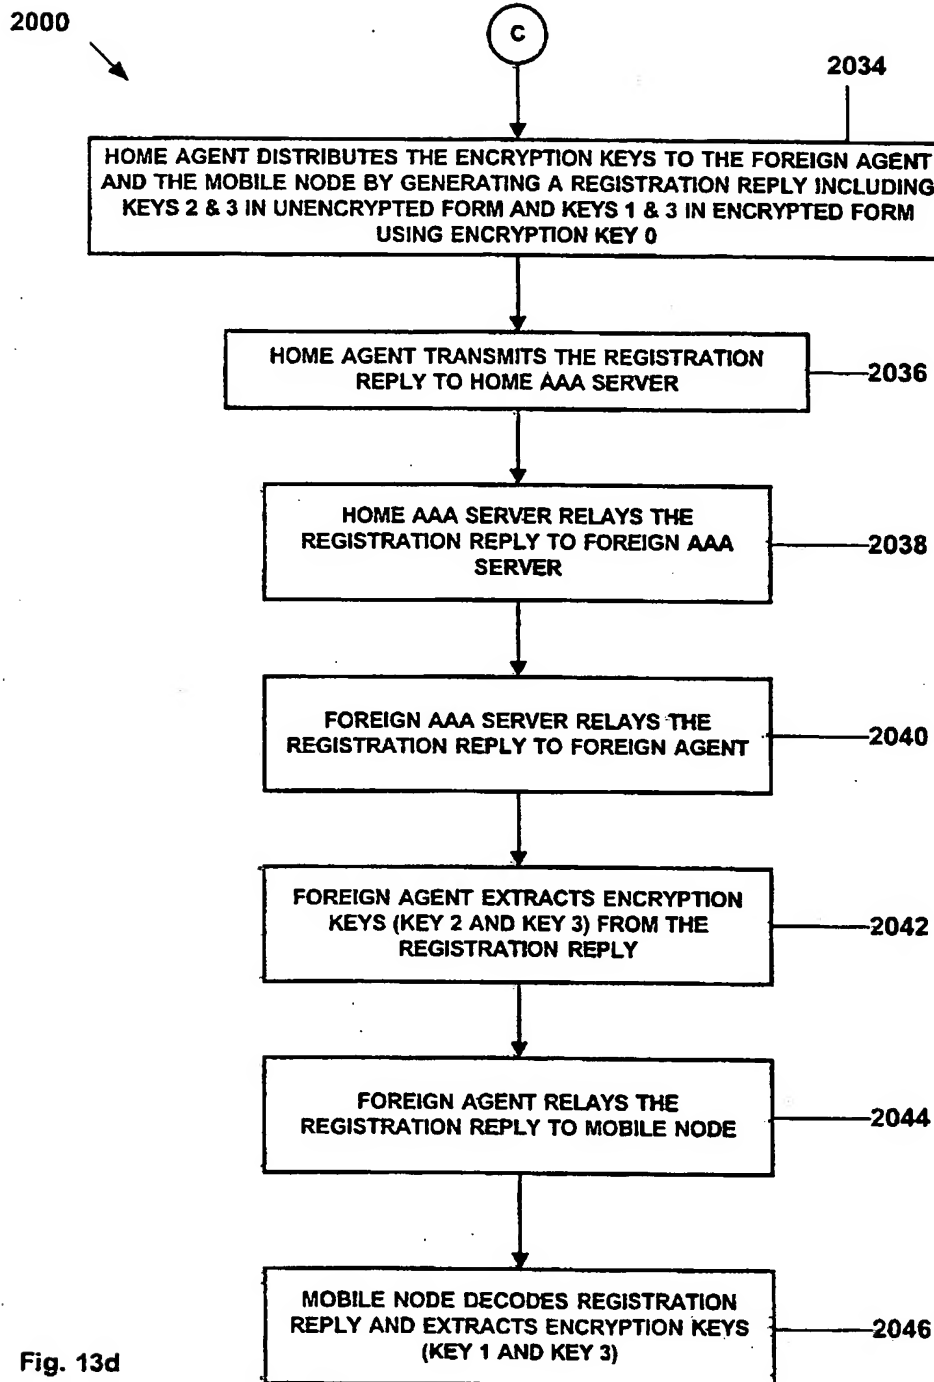 2000
C
2034
HOME AGENT DISTRIBUTES THE ENCRYPTION KEYS TO THE FOREIGN AGENT
AND THE MOBILE NODE BY GENERATING A REGISTRATION REPLY INCLUDING
KEYS 2 & 3 IN UNENCRYPTED FORM AND KEYS 1 & 3 IN ENCRYPTED FORM
USING ENCRYPTION KEY 0
HOME AGENT TRANSMITS THE REGISTRATION
REPLY TO HOME AAA SERVER
2036
HOME AAA SERVER RELAYS THE
REGISTRATION REPLY TO FOREIGN AAA
SERVER
2038
FOREIGN AAA SERVER RELAYS THE
REGISTRATION REPLY TO FOREIGN AGENT
2040
FOREIGN AGENT EXTRACTS ENCRYPTION
KEYS (KEY 2 AND KEY 3) FROM THE
REGISTRATION REPLY
2042
FOREIGN AGENT RELAYS THE
REGISTRATION REPLY TO MOBILE NODE
2044
MOBILE NODE DECODES REGISTRATION
REPLY AND EXTRACTS ENCRYPTION KEYS
(KEY 1 AND KEY 3)
2046
Fig. 13d